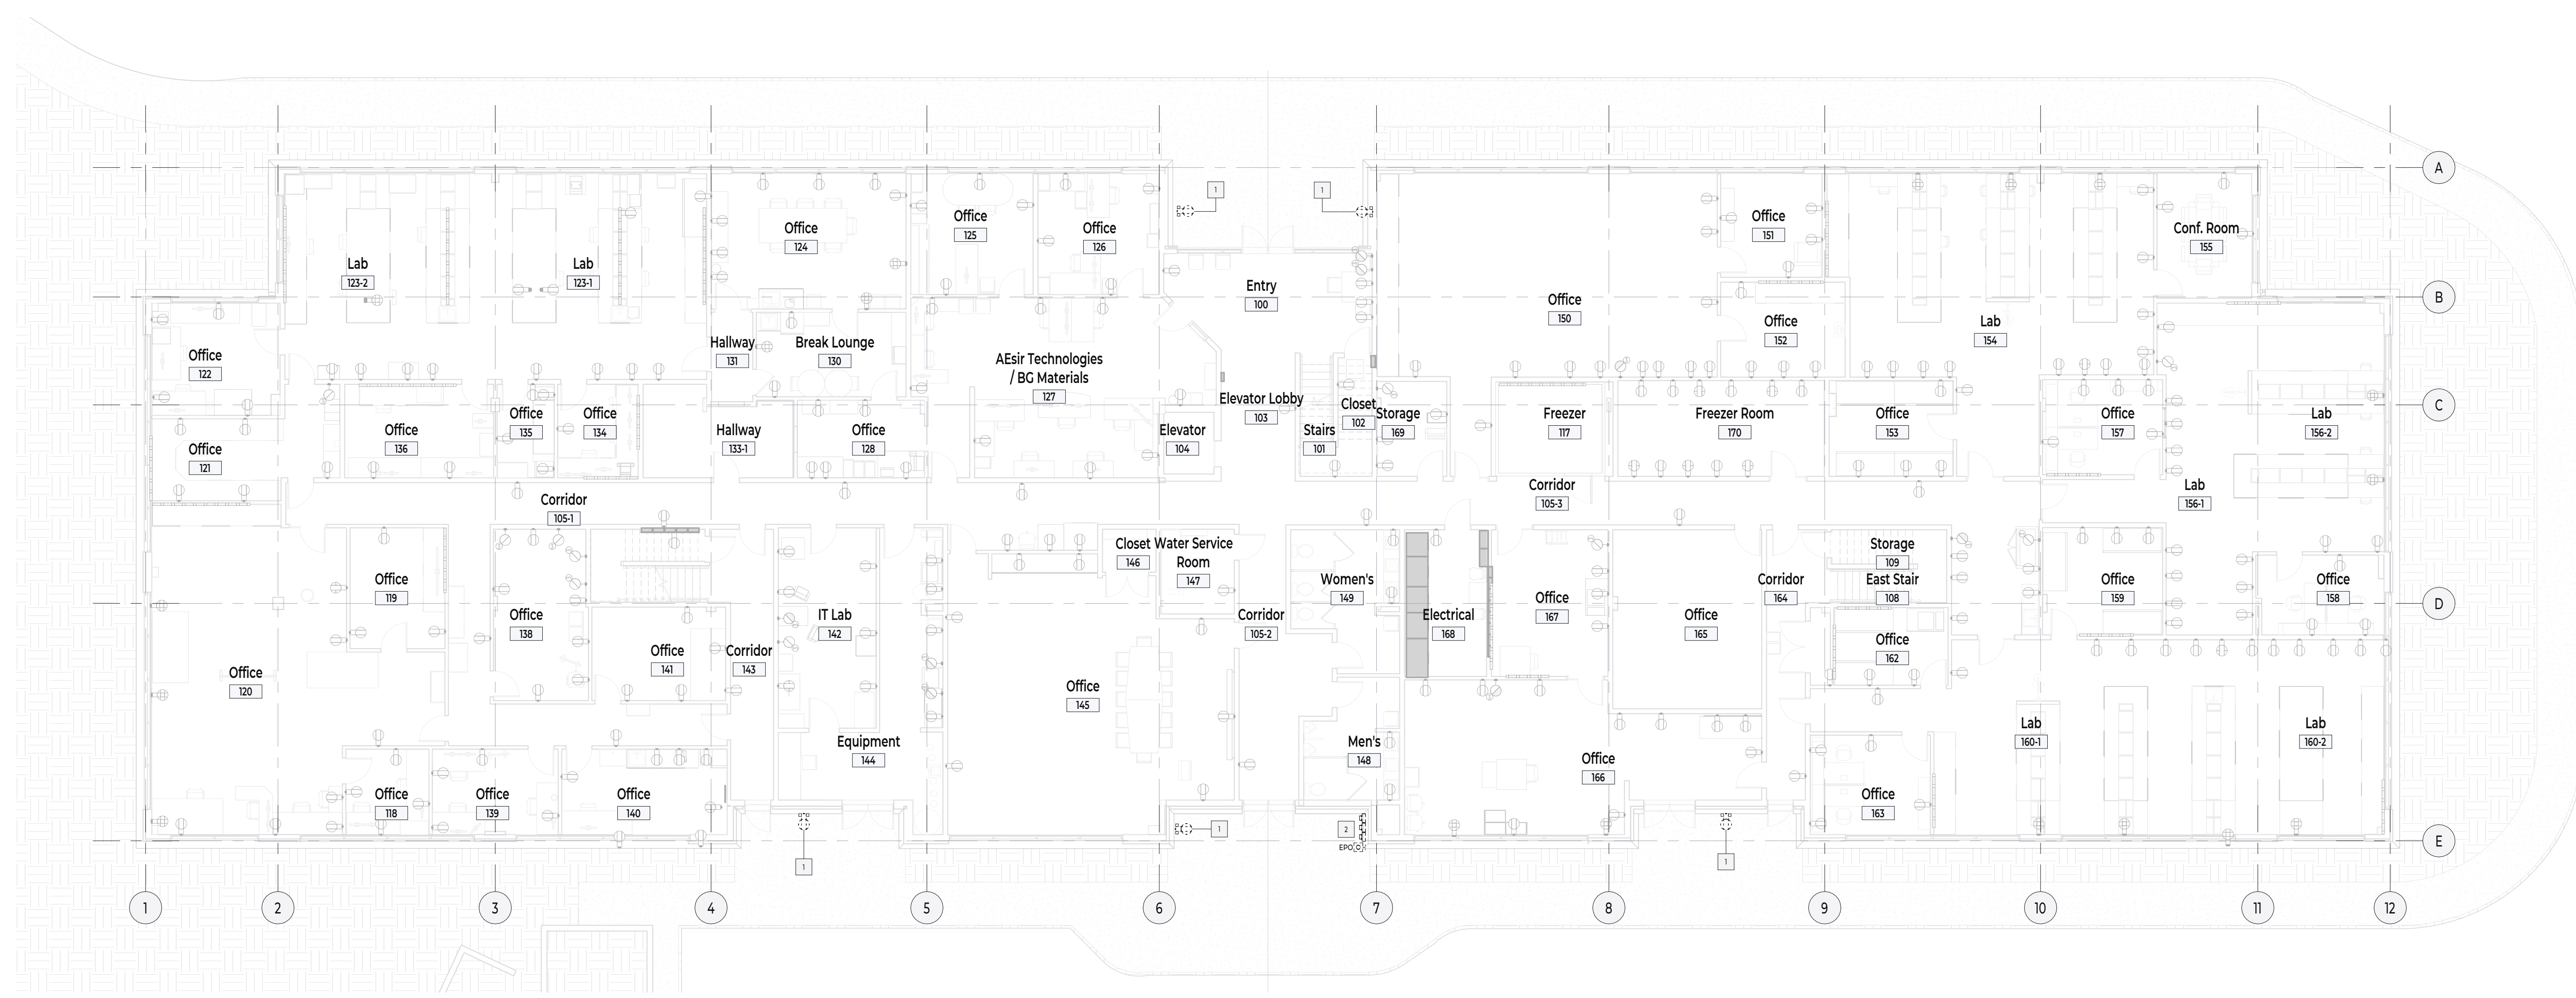 A
1
1
Office
151
Office
125
Office
126
Office
124
Conf. Room
155
Lab
123-2
Lab
123-1
Entry
100
B
Office
150
Office
152
Lab
154
Hallway
131
Break Lounge
130
Office
122
AEsir Technologies
/ BG Materials
127
Elevator Lobby
103
Closet
102
C
Office
136
Office
135
Office
134
Hallway
133-1
Office
128
Elevator
104
Stairs
101
Storage
169
Freezer
117
Freezer Room
170
Office
153
Office
157
Lab
156-2
Office
121
Corridor
105-1
Corridor
105-3
Lab
156-1
Closet
146
Water Service
Room
147
Storage
109
Office
119
Women's
149
Corridor
164
East Stair
108
Office
159
Office
158
D
Office
138
IT Lab
142
Corridor
105-2
Electrical
168
Office
167
Office
165
Office
141
Corridor
143
Office
162
Office
120
Office
145
Lab
160-1
Lab
160-2
Equipment
144
Men's
148
Office
166
Office
118
Office
139
Office
140
Office
163
1
2
EPO
E
1
1
1
2
3
4
5
6
7
8
9
10
11
12